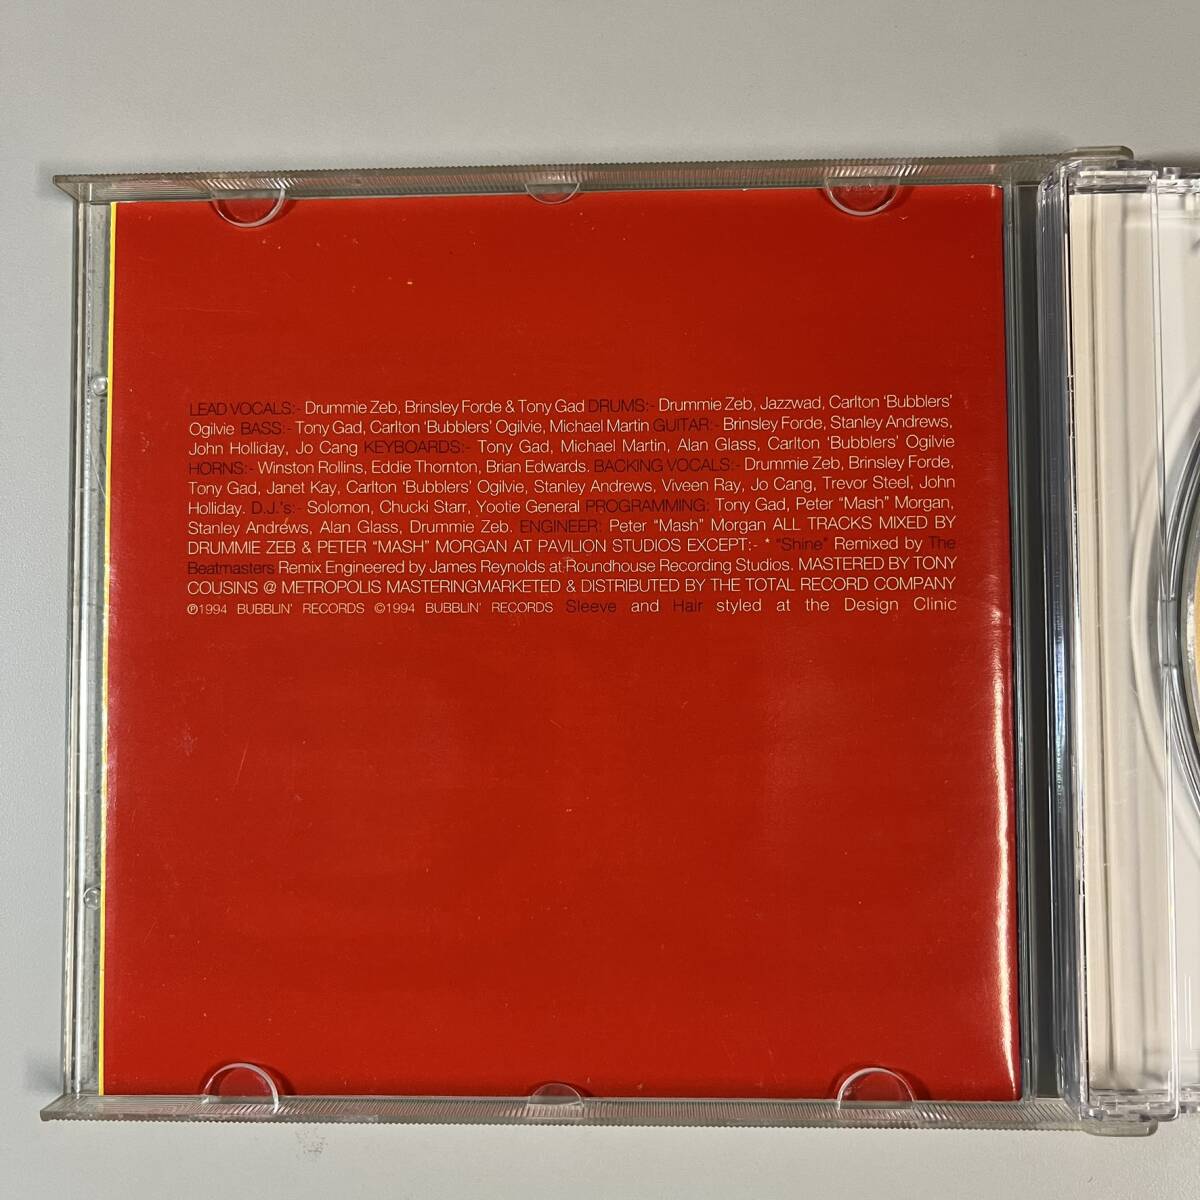 LEAD VOCALS:- Drummie Zeb, Brinsley Forde & Tony Gad DRUMS:- Drummie Zeb, Jazzwad, Carlton 'Bubblers'
Ogilvie BASS:- Tony Gad, Carlton 'Bubblers' Ogilvie, Michael Martin GUITAR:- Brinsley Forde, Stanley Andrews,
John Holliday, Jo Cang KEYBOARDS:- Tony Gad, Michael Martin, Alan Glass, Carlton 'Bubblers' Ogilvie
HORNS:- Winston Rollins, Eddie Thornton, Brian Edwards. BACKING VOCALS:- Drummie Zeb, Brinsley Forde,
Tony Gad, Janet Kay, Carlton 'Bubblers' Ogilvie, Stanley Andrews, Viveen Ray, Jo Cang, Trevor Steel, John
Holliday. D.J.'s:- Solomon, Chucki Starr, Yootie General PROGRAMMING: Tony Gad, Peter "Mash" Morgan,
Stanley Andrews, Alan Glass, Drummie Zeb. ENGINEER: Peter "Mash" Morgan ALL TRACKS MIXED BY
DRUMMIE ZEB & PETER "MASH" MORGAN AT PAVILION STUDIOS EXCEPT:- * "Shine" Remixed by The
Beatmasters Remix Engineered by James Reynolds at Roundhouse Recording Studios. MASTERED BY TONY
COUSINS @ METROPOLIS MASTERINGMARKETED & DISTRIBUTED BY THE TOTAL RECORD COMPANY
℗1994 BUBBLIN' RECORDS ©1994 BUBBLIN' RECORDS Sleeve and Hair styled at the Design Clinic